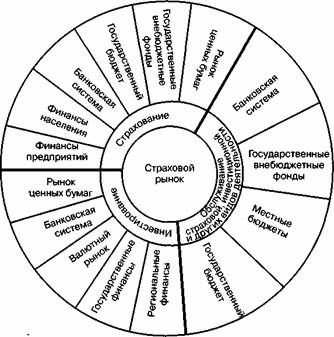 Страховой
рынок
Страхование
Финансы
предприятий
Финансы
населения
Банковская
система
Государственный
бюджет
Государственные
внебюджетные
фонды
Рынок
ценных бумаг
Обслуживание
страховой, инвестиционной
и других видов деятельности
Банковская
система
Государственные
внебюджетные
фонды
Местные
бюджеты
Государственный
бюджет
Инвестирование
Рынок
ценных бумаг
Банковская
система
Валютный
рынок
Государственные
финансы
Региональные
финансы